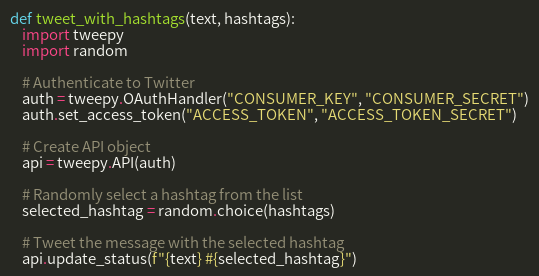 def tweet_with_hashtags(text, hashtags):
    import tweepy
    import random

    # Authenticate to Twitter
    auth = tweepy.OAuthHandler("CONSUMER_KEY", "CONSUMER_SECRET")
    auth.set_access_token("ACCESS_TOKEN", "ACCESS_TOKEN_SECRET")

    # Create API object
    api = tweepy.API(auth)

    # Randomly select a hashtag from the list
    selected_hashtag = random.choice(hashtags)

    # Tweet the message with the selected hashtag
    api.update_status(f"{text} #{selected_hashtag}")